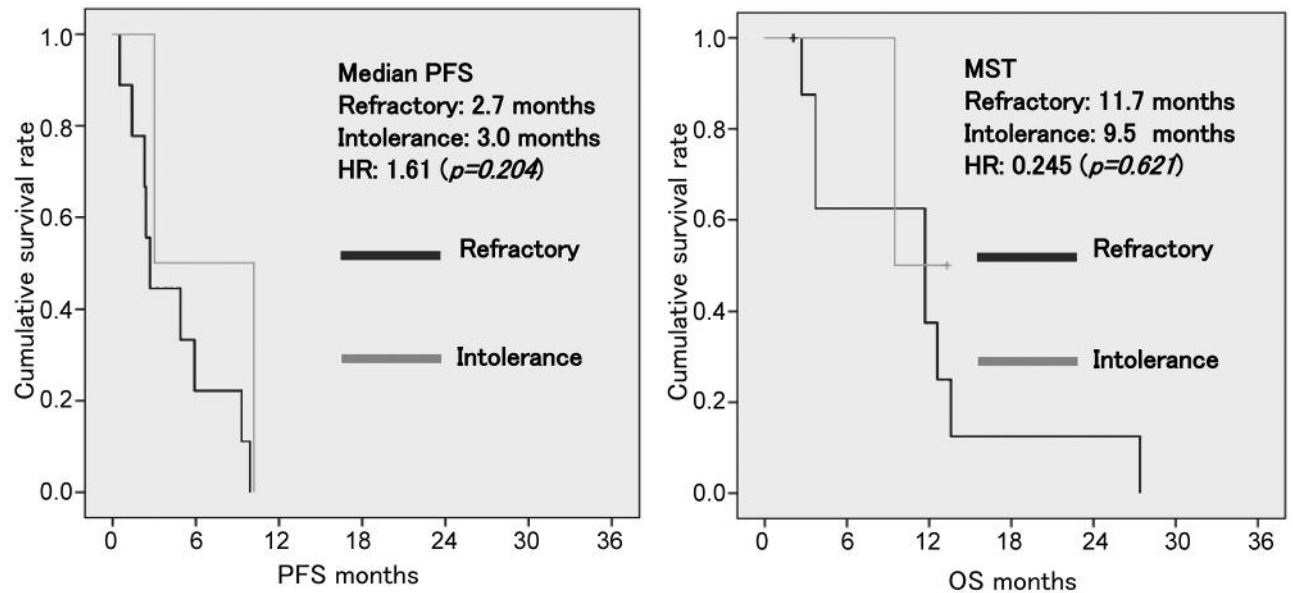 Cumulative survival rate
1.0
0.8
0.6
0.4
0.2
0.0
Median PFS
Refractory: 2.7 months
Intolerance: 3.0 months
HR: 1.61 (p=0.204)
Refractory
Intolerance
0 6 12 18 24 30 36
PFS months
Cumulative survival rate
1.0
0.8
0.6
0.4
0.2
0.0
MST
Refractory: 11.7 months
Intolerance: 9.5 months
HR: 0.245 (p=0.621)
Refractory
Intolerance
0 6 12 18 24 30 36
OS months